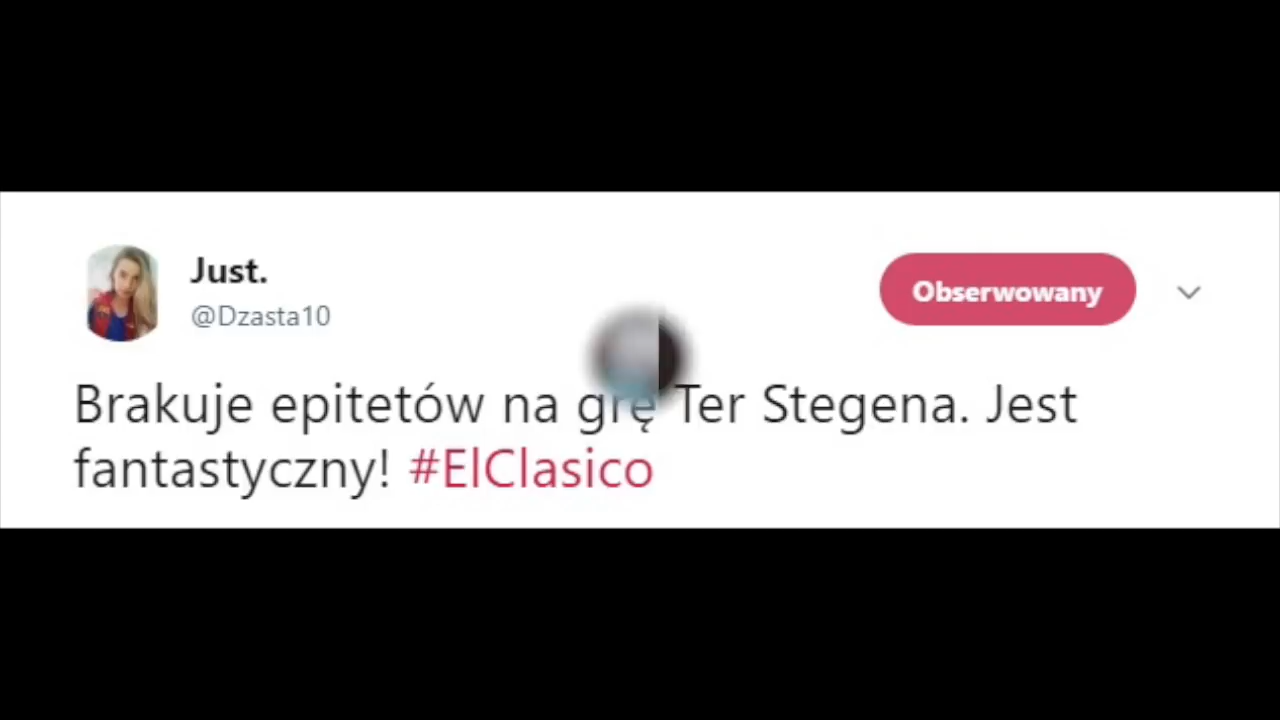 Just.
@Dzasta10
Obserwowany
Brakuje epitetów na grę Ter Stegena. Jest
fantastyczny! #ElClasico